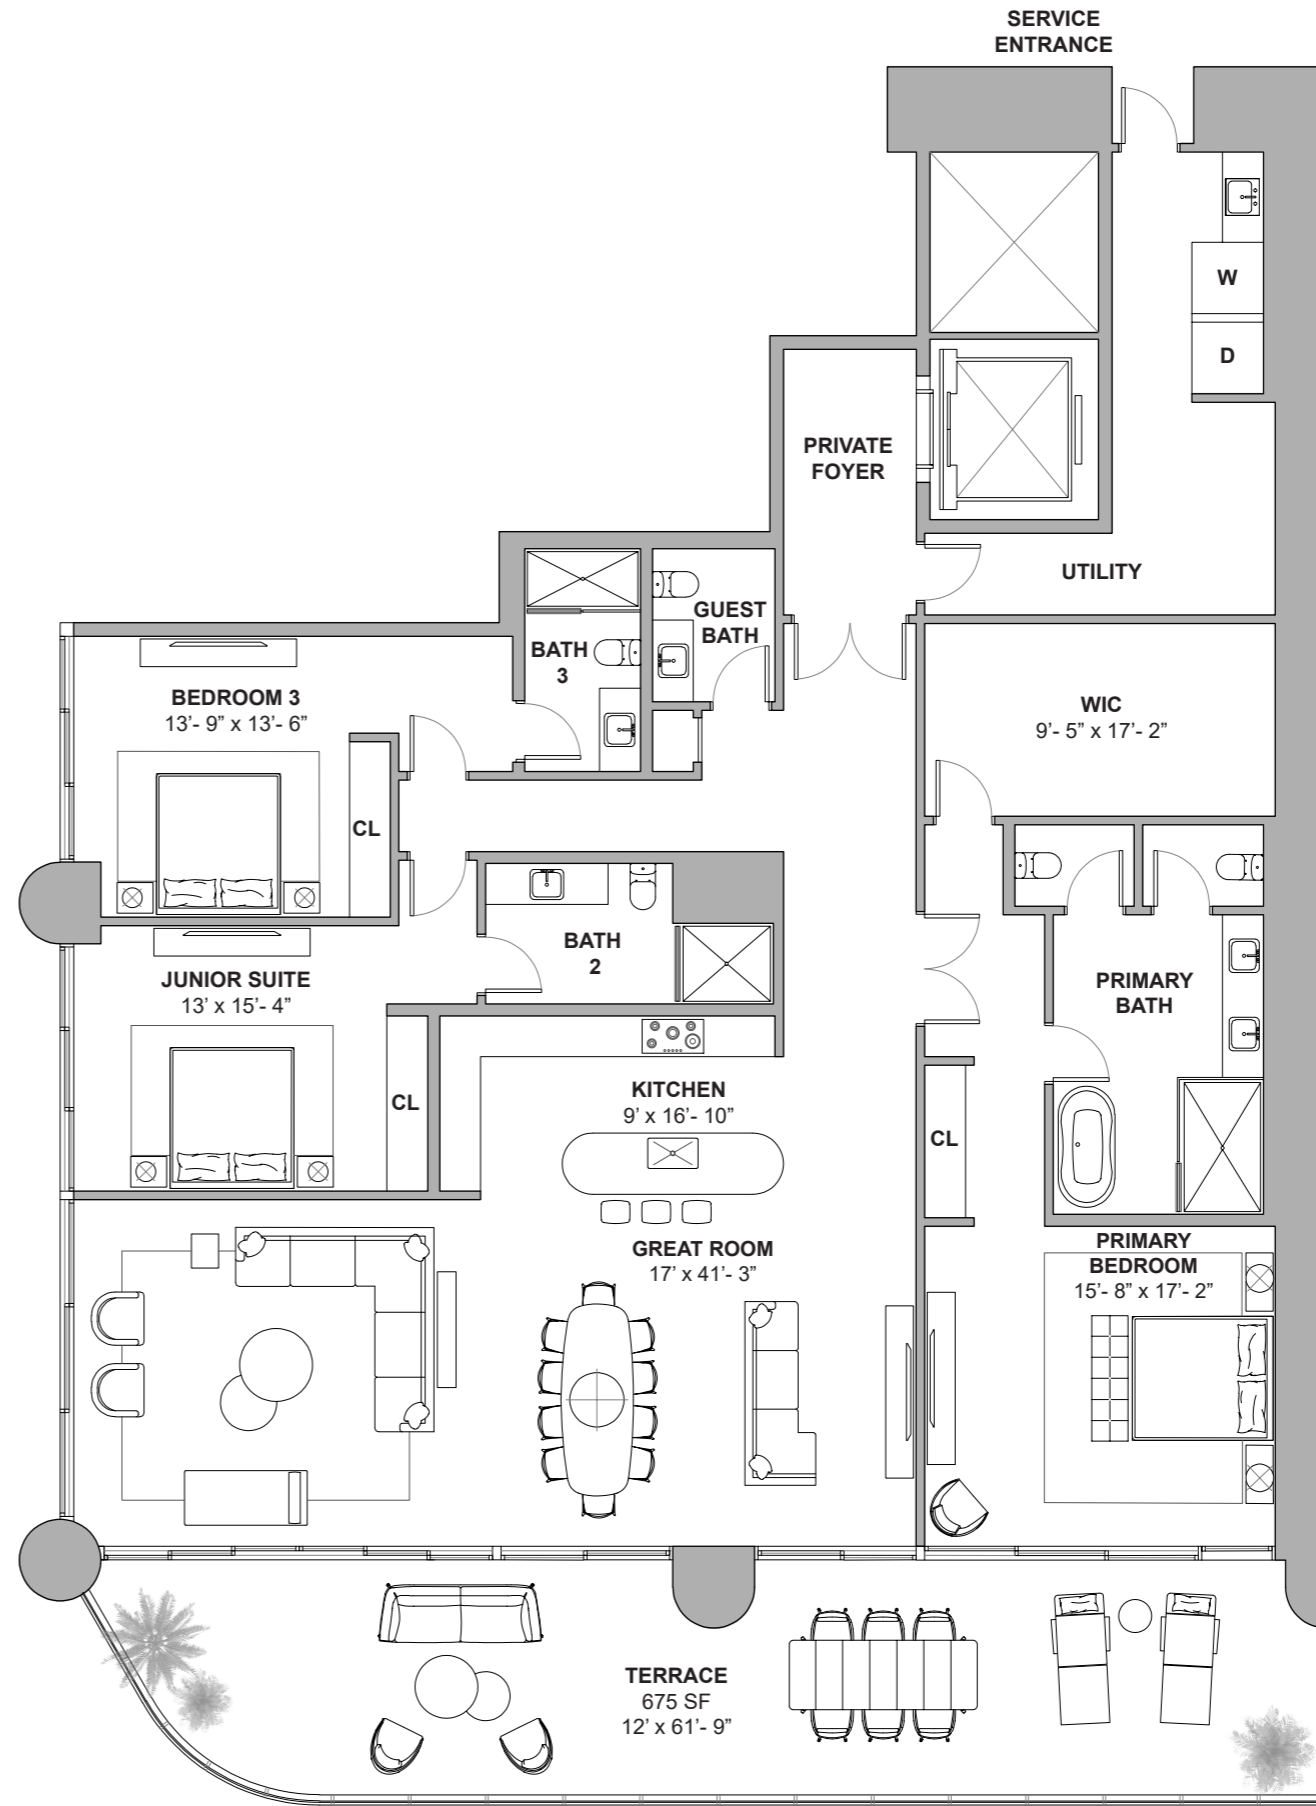 SERVICE
ENTRANCE
W
D
PRIVATE
FOYER
UTILITY
GUEST
BATH
BATH
3
BEDROOM 3
13’- 9” x 13’- 6”
WIC
9’- 5” x 17’- 2”
CL
BATH
2
JUNIOR SUITE
13’ x 15’- 4”
PRIMARY
BATH
CL
KITCHEN
9’ x 16’- 10”
CL
GREAT ROOM
17’ x 41’- 3”
PRIMARY
BEDROOM
15’- 8” x 17’- 2”
TERRACE
675 SF
12’ x 61’- 9”